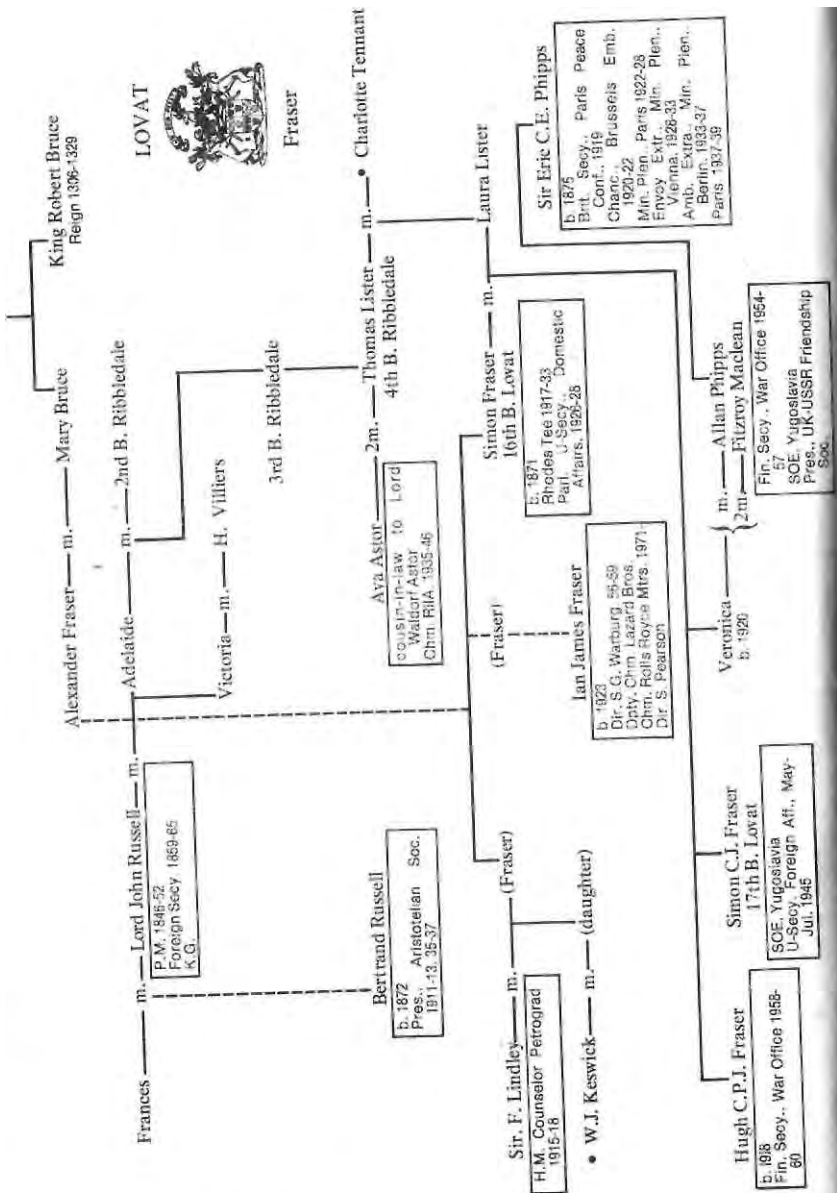 LOVAT
Fraser
King Robert Bruce
Reign 1306-1329
Alexander Fraser — m. — Mary Bruce
Frances — m. — Lord John Russell — m. — Adelaide — m. — 2nd B. Ribbledale
P.M. 1846-52
Foreign Secy. 1859-65
K.G.
Victoria — m. — H. Villiers
3rd B. Ribbledale
Bertrand Russell
b. 1872
Pres., Aristotelian Soc.
1911-13, 35-37
Ava Astor — 2m. — Thomas Lister — m. — • Charlotte Tennant
4th B. Ribbledale
cousin-in-law to Lord
Waldorf Astor
Chm. RIIA, 1935-46
Sir. F. Lindley — m. — (Fraser)
H.M. Counselor Petrograd
1915-18
• W.J. Keswick — m. — (daughter)
(Fraser)
Ian James Fraser
b. 1923
Dir. S.G. Warburg, 56-59
Dpty. Chm. Lazard Bros.
Chm. Rolls Royce Mtrs. 1971-
Dir. S. Pearson
Simon Fraser — m. — Laura Lister
16th B. Lovat
b. 1871
Rhodes Tee 1917-33
Parl. U-Secy., Domestic
Affairs, 1926-28
Sir Eric C.E. Phipps
b. 1875
Brit. Secy., Paris Peace
Conf., 1919
Chanc., Brussels Emb.
1920-22
Min. Plen., Paris 1922-28
Envoy Extr., Min. Plen.,
Vienna, 1928-33
Amb. Extra., Min. Plen.,
Berlin, 1933-37
Paris, 1937-39
Hugh C.P.J. Fraser
b. 1918
Fin. Secy., War Office 1958-
60
Simon C.J. Fraser
17th B. Lovat
SOE, Yugoslavia
U-Secy. Foreign Aff., May-
Jul. 1945
Veronica
b. 1920
m. — Allan Phipps
2m. — Fitzroy Maclean
Fin. Secy., War Office 1954-
57
SOE, Yugoslavia
Pres., UK-USSR Friendship
Soc.